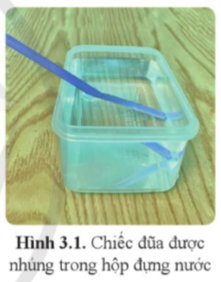 Hình 3.1. Chiếc đũa được
nhúng trong hộp đựng nước